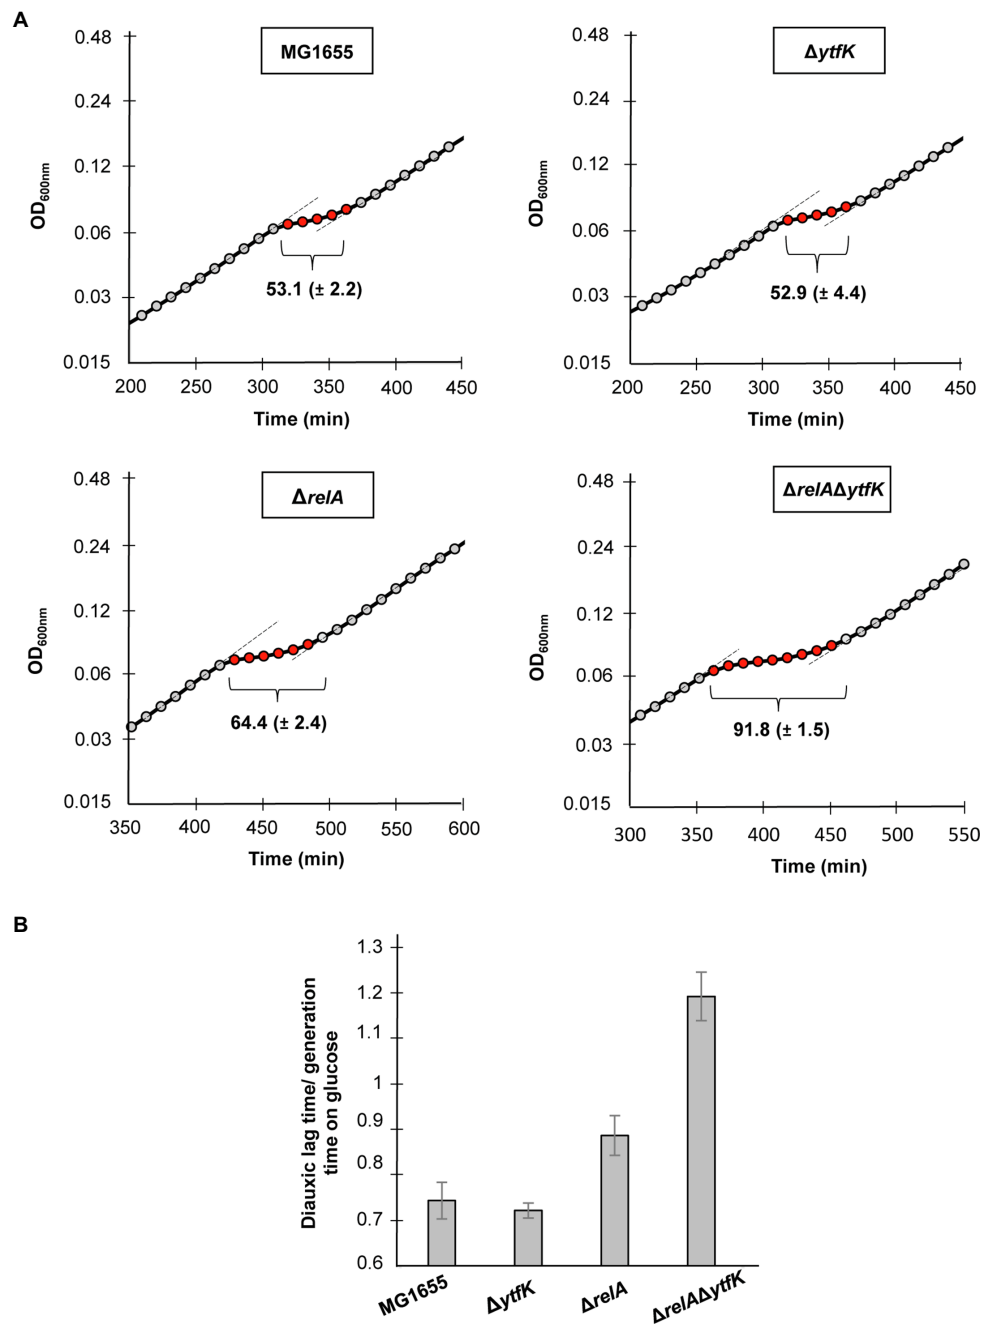 A
MG1655
0.48
0.24
0.12
0.06
0.03
0.015
OD600nm
53.1 (± 2.2)
200 250 300 350 400 450
Time (min)
ΔytfK
0.48
0.24
0.12
0.06
0.03
0.015
OD600nm
52.9 (± 4.4)
200 250 300 350 400 450
Time (min)
ΔrelA
0.48
0.24
0.12
0.06
0.03
0.015
OD600nm
64.4 (± 2.4)
350 400 450 500 550 600
Time (min)
ΔrelAΔytfK
0.48
0.24
0.12
0.06
0.03
0.015
OD600nm
91.8 (± 1.5)
300 350 400 450 500 550
Time (min)
B
1.3
1.2
1.1
1
0.9
0.8
0.7
0.6
Diauxic lag time/ generation
time on glucose
MG1655 ΔytfK ΔrelA ΔrelAΔytfK